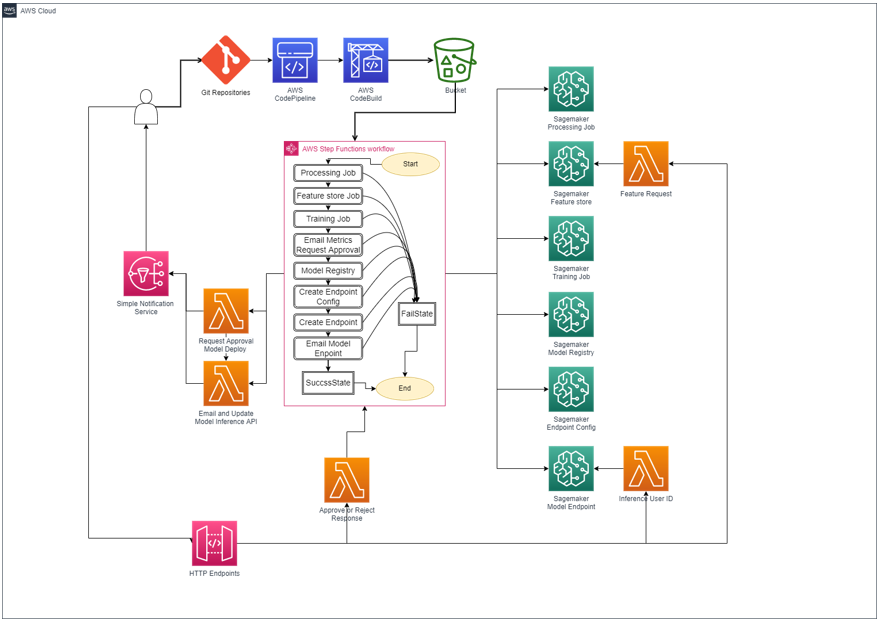 aws
AWS Cloud
Git Repositories
AWS
CodePipeline
AWS
CodeBuild
Bucket
AWS Step Functions workflow
Start
Processing Job
Feature store Job
Training Job
Email Metrics
Request Approval
Model Registry
Create Endpoint
Config
Create Endpoint
Email Model
Enpoint
SuccssState
FailState
End
Simple Notification
Service
Request Approval
Model Deploy
Email and Update
Model Inference API
Approve or Reject
Response
HTTP Endpoints
Sagemaker
Processing Job
Sagemaker
Feature store
Feature Request
Sagemaker
Training Job
Sagemaker
Model Registry
Sagemaker
Endpoint Config
Sagemaker
Model Endpoint
Inference User ID